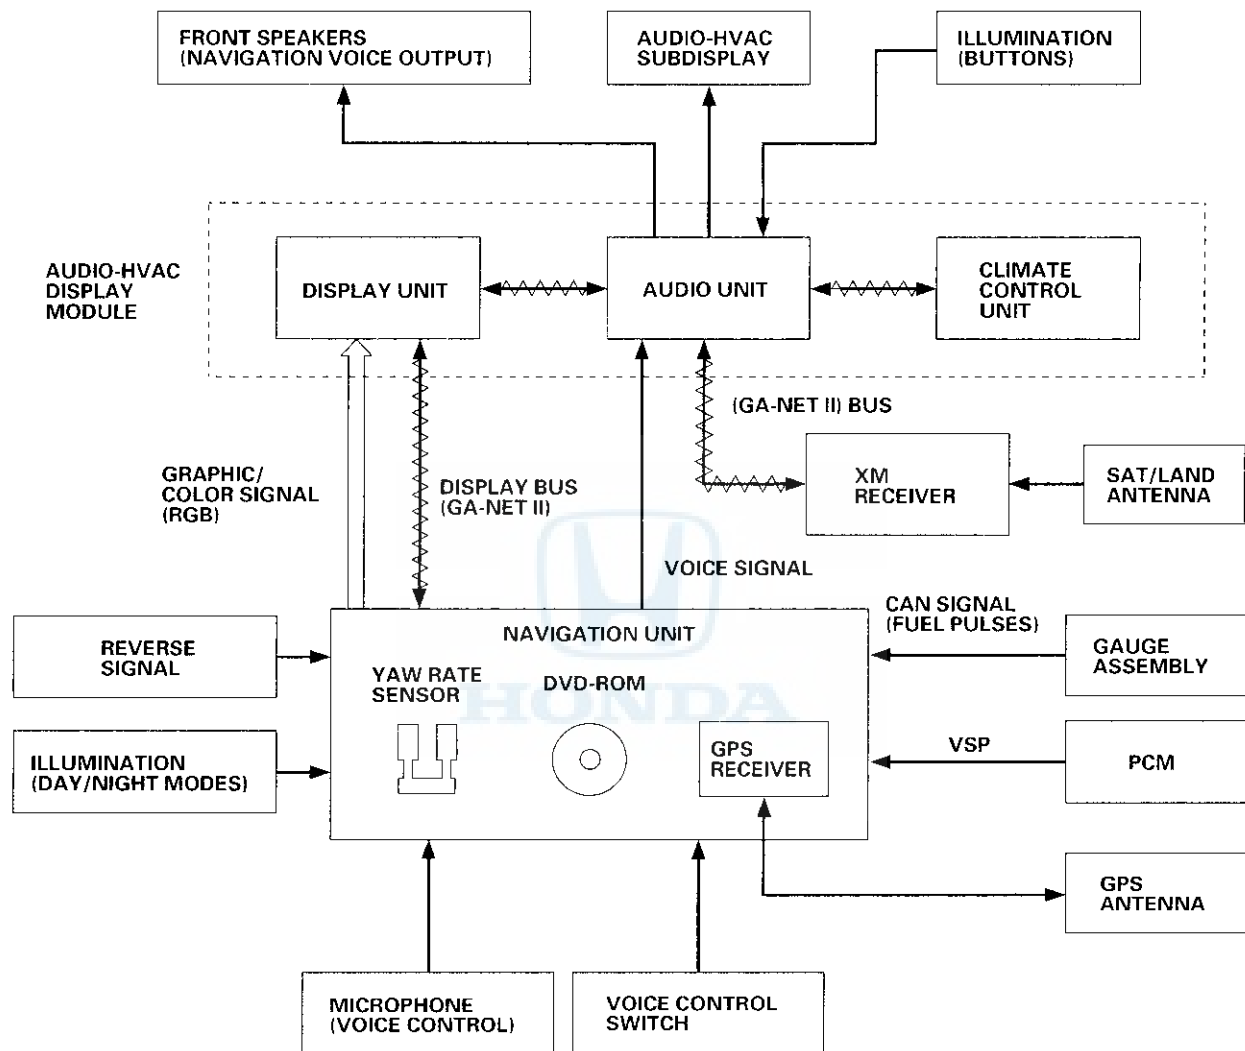 FRONT SPEAKERS
(NAVIGATION VOICE OUTPUT)
AUDIO-HVAC
SUBDISPLAY
ILLUMINATION
(BUTTONS)
AUDIO-HVAC
DISPLAY
MODULE
DISPLAY UNIT
AUDIO UNIT
CLIMATE
CONTROL
UNIT
(GA-NET II) BUS
GRAPHIC/
COLOR SIGNAL
(RGB)
DISPLAY BUS
(GA-NET II)
XM
RECEIVER
SAT/LAND
ANTENNA
VOICE SIGNAL
CAN SIGNAL
(FUEL PULSES)
REVERSE
SIGNAL
NAVIGATION UNIT
GAUGE
ASSEMBLY
YAW RATE
SENSOR
DVD-ROM
HONDA
ILLUMINATION
(DAY/NIGHT MODES)
GPS
RECEIVER
VSP
PCM
GPS
ANTENNA
MICROPHONE
(VOICE CONTROL)
VOICE CONTROL
SWITCH